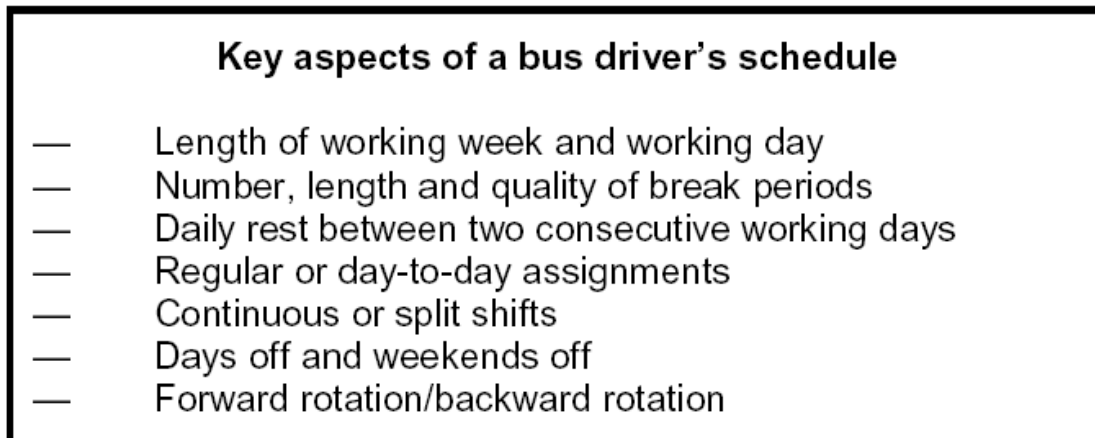 Key aspects of a bus driver's schedule
— Length of working week and working day
— Number, length and quality of break periods
— Daily rest between two consecutive working days
— Regular or day-to-day assignments
— Continuous or split shifts
— Days off and weekends off
— Forward rotation/backward rotation